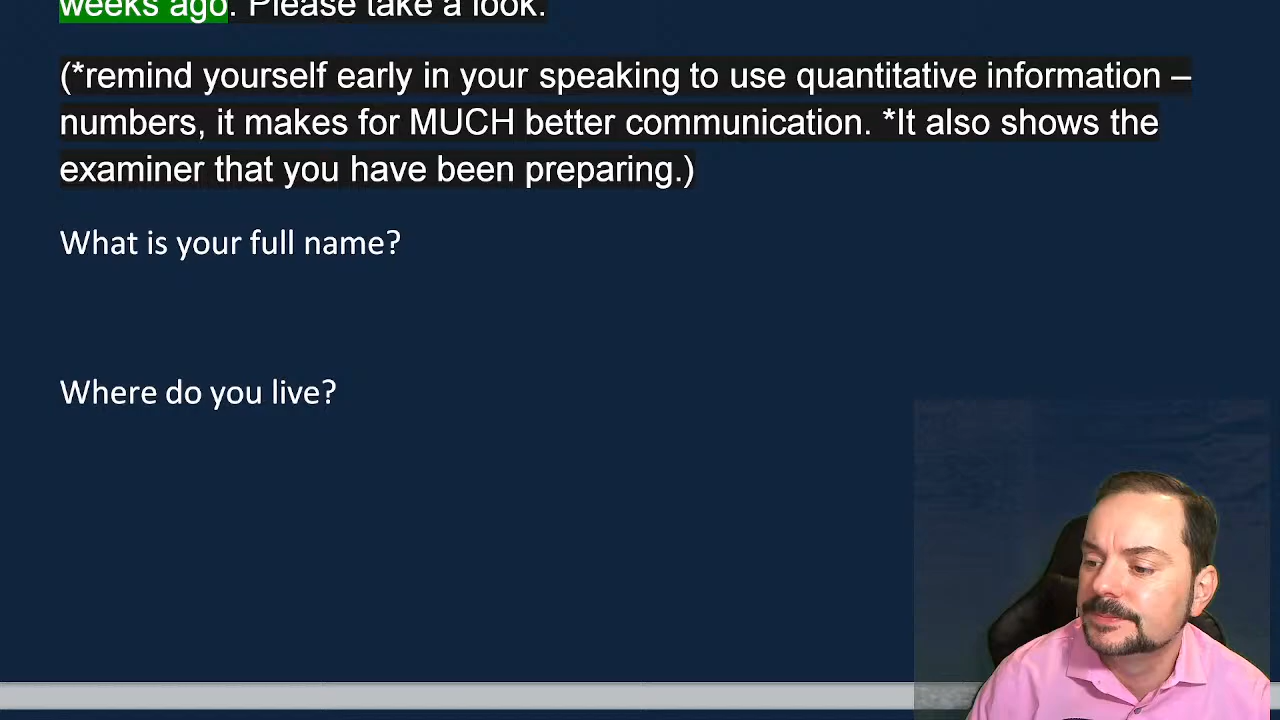 weeks ago. Please take a look.
(*remind yourself early in your speaking to use quantitative information –
numbers, it makes for MUCH better communication. *It also shows the
examiner that you have been preparing.)
What is your full name?
Where do you live?